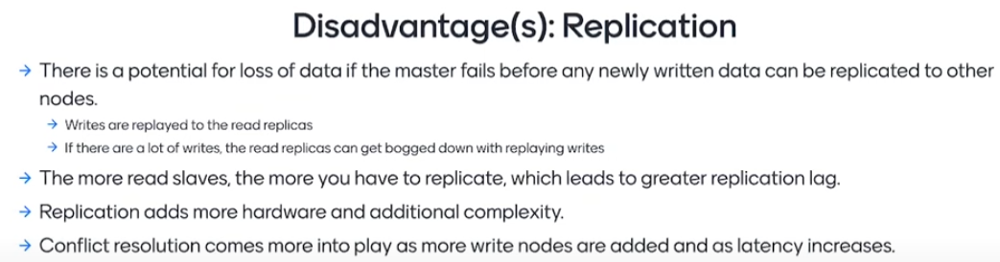 Disadvantage(s): Replication
→ There is a potential for loss of data if the master fails before any newly written data can be replicated to other
nodes.
→ Writes are replayed to the read replicas
→ If there are a lot of writes, the read replicas can get bogged down with replaying writes
→ The more read slaves, the more you have to replicate, which leads to greater replication lag.
→ Replication adds more hardware and additional complexity.
→ Conflict resolution comes more into play as more write nodes are added and as latency increases.